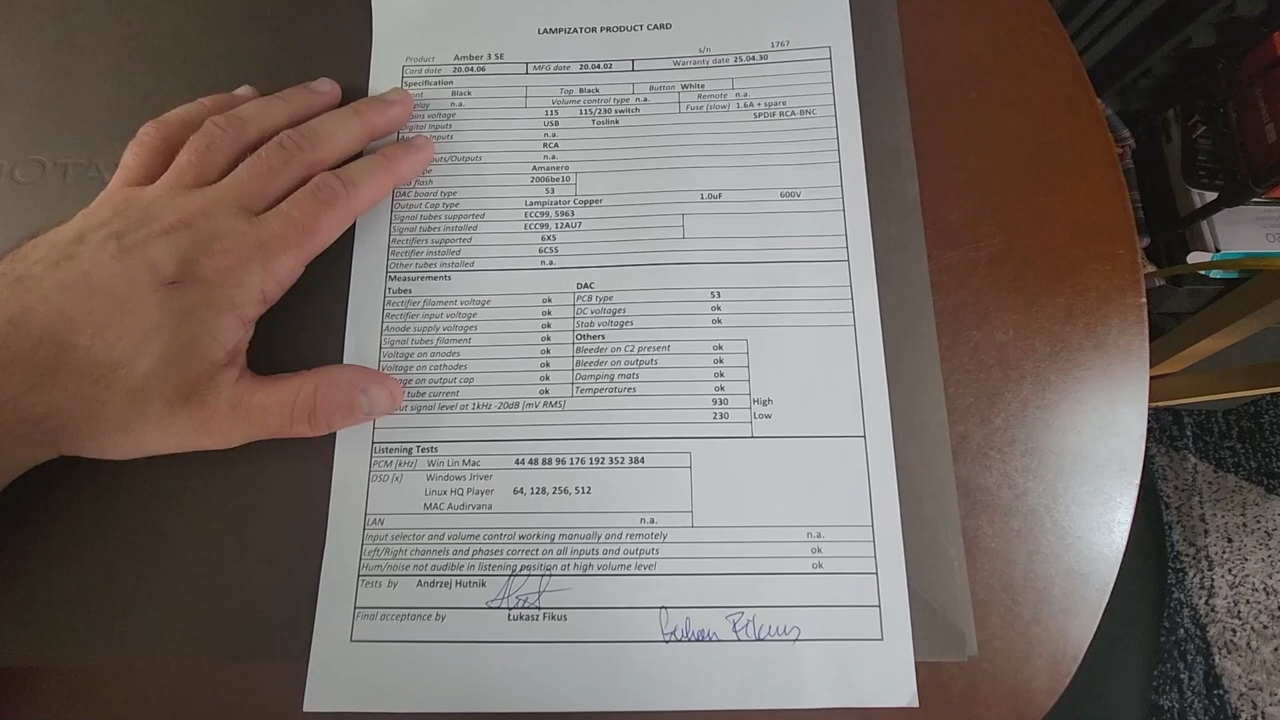 LAMPIZATOR PRODUCT CARD
Product Amber 3 SE s/n 1767
Card date 20.04.06 MFG date 20.04.02 Warranty date 25.04.30
Specification
Black Top Black Button White
n.a. Volume control type n.a. Remote n.a.
voltage 115 115/230 switch Fuse (slow) 1.6A + spare
Digital Inputs USB Toslink SPDIF RCA-BNC
Inputs n.a.
RCA
n.a.
Amanero
flash 2006be10
DAC board type 53
Output Cap type Lampizator Copper 1.0uF 600V
Signal tubes supported ECC99, 5963
Signal tubes installed ECC99, 12AU7
Rectifiers supported 6X5
Rectifier installed 6C5S
Other tubes installed n.a.
Measurements
Tubes DAC
Rectifier filament voltage ok PCB type 53
Rectifier input voltage ok DC voltages ok
Anode supply voltages ok Stab voltages ok
Signal tubes filament ok Others
Voltage on anodes ok Bleeder on C2 present ok
Voltage on cathodes ok Bleeder on outputs ok
on output cap ok Damping mats ok
tube current ok Temperatures ok
signal level at 1kHz -20dB [mV RMS] 930 High
230 Low
Listening Tests
PCM [kHz] Win Lin Mac 44 48 88 96 176 192 352 384
DSD [x] Windows Jriver
Linux HQ Player 64, 128, 256, 512
MAC Audirvana
LAN n.a.
Input selector and volume control working manually and remotely n.a.
Left/Right channels and phases correct on all inputs and outputs ok
Hum/noise not audible in listening position at high volume level ok
Tests by Andrzej Hutnik
Final acceptance by Łukasz Fikus